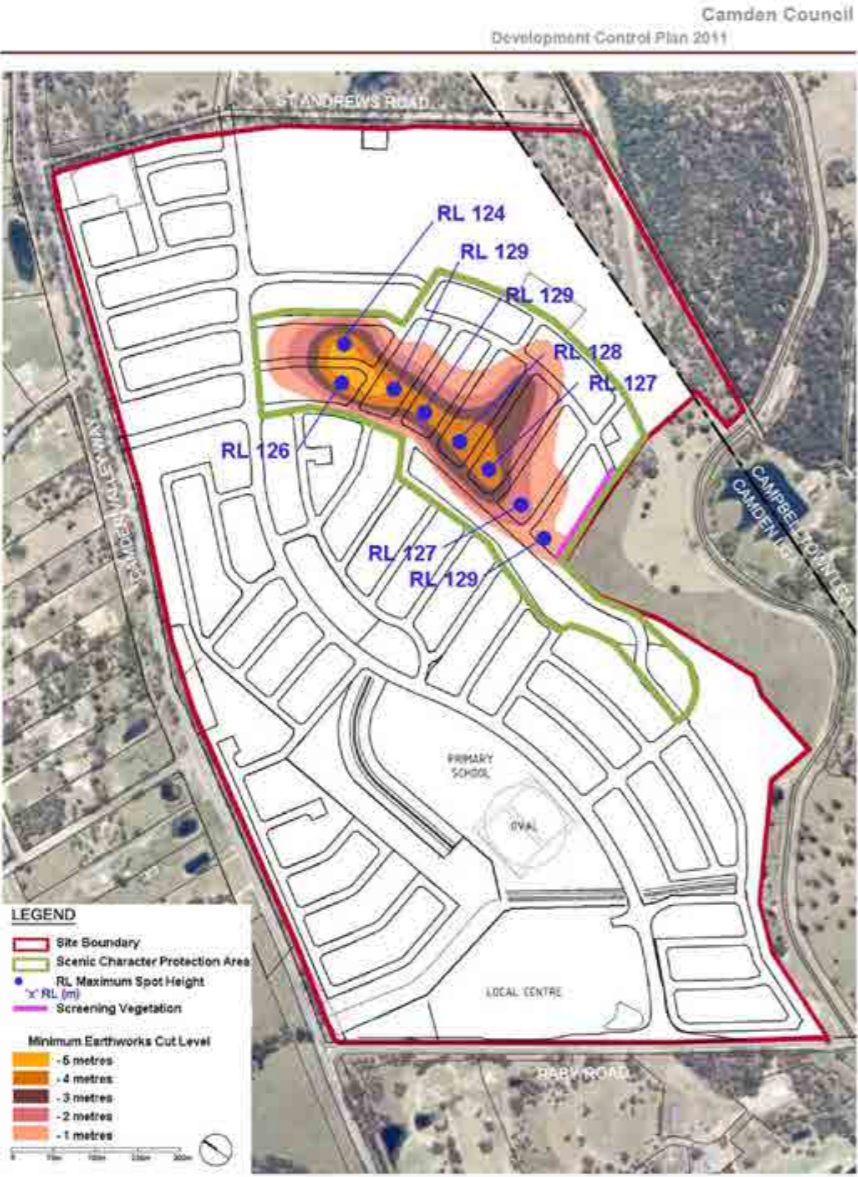 Camden Council
Development Control Plan 2011
ST ANDREWS ROAD
RL 124
RL 129
RL 129
RL 128
RL 127
RL 126
CAMDEN VALLEY WAY
CAMPBELLTOWN LGA
CAMDEN LGA
RL 127
RL 129
PRIMARY
SCHOOL
OVAL
LOCAL CENTRE
RABY ROAD
LEGEND
Site Boundary
Scenic Character Protection Area
RL Maximum Spot Height
"x" RL (m)
Screening Vegetation
Minimum Earthworks Cut Level
- 5 metres
- 4 metres
- 3 metres
- 2 metres
- 1 metres
0